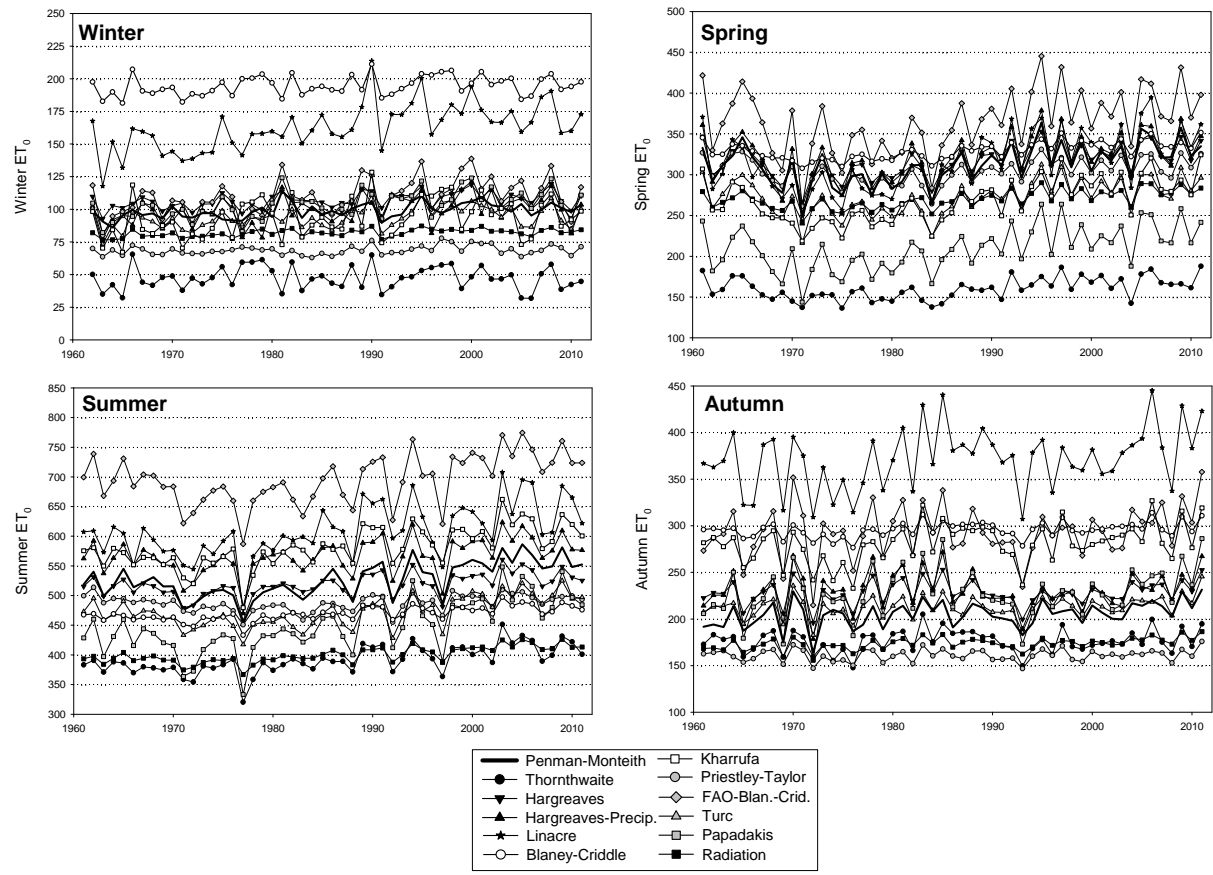 Winter
Winter ET0
250
225
200
175
150
125
100
75
50
25
0
1960 1970 1980 1990 2000 2010
Spring
Spring ET0
500
450
400
350
300
250
200
150
100
1960 1970 1980 1990 2000 2010
Summer
Summer ET0
850
800
750
700
650
600
550
500
450
400
350
300
1960 1970 1980 1990 2000 2010
Autumn
Autumn ET0
450
400
350
300
250
200
150
100
1960 1970 1980 1990 2000 2010
Penman-Monteith
Thornthwaite
Hargreaves
Hargreaves-Precip.
Linacre
Blaney-Criddle
Kharrufa
Priestley-Taylor
FAO-Blan.-Crid.
Turc
Papadakis
Radiation